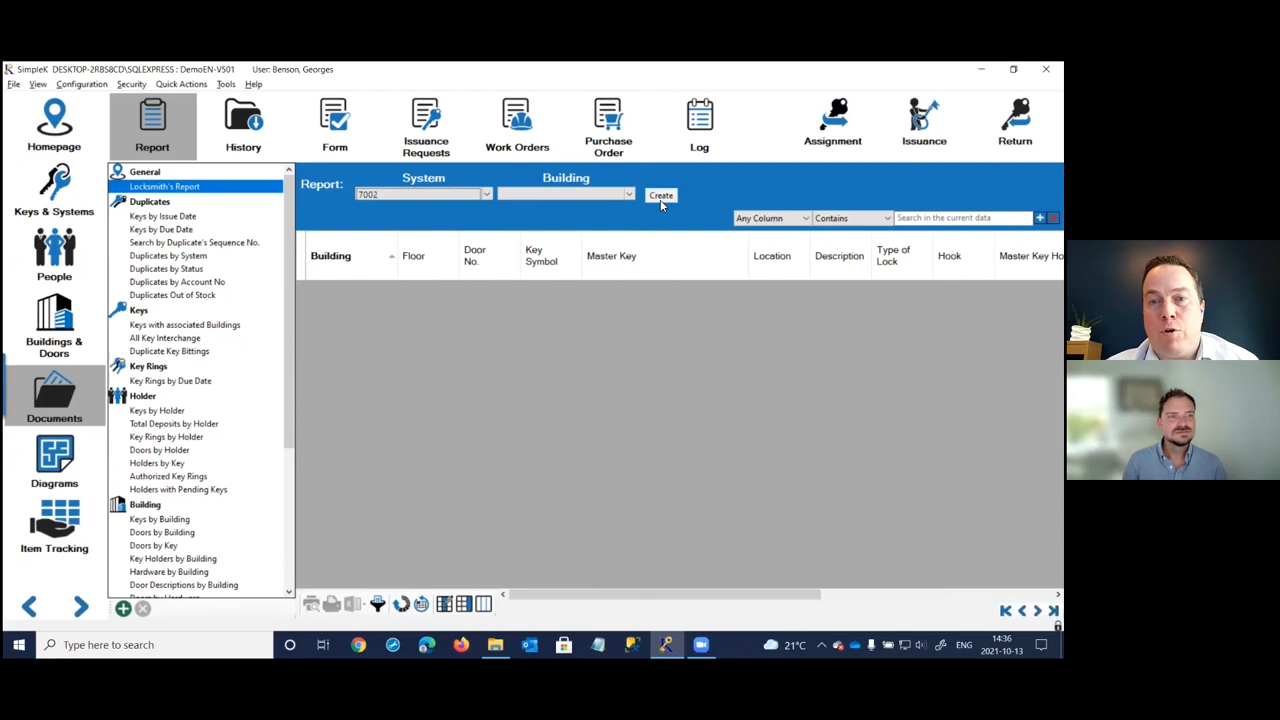 SimpleK DESKTOP-2RBS8CD\SQLEXPRESS : DemoEN-V501 User: Benson, Georges
File View Configuration Security Quick Actions Tools Help
Homepage
Report
History
Form
Issuance Requests
Work Orders
Purchase Order
Log
Assignment
Issuance
Return
Keys & Systems
People
Buildings & Doors
Documents
Diagrams
Item Tracking
General
Locksmith's Report
Duplicates
Keys by Issue Date
Keys by Due Date
Search by Duplicate's Sequence No.
Duplicates by System
Duplicates by Status
Duplicates by Account No
Duplicates Out of Stock
Keys
Keys with associated Buildings
All Key Interchange
Duplicate Key Bittings
Key Rings
Key Rings by Due Date
Holder
Keys by Holder
Total Deposits by Holder
Key Rings by Holder
Doors by Holder
Holders by Key
Authorized Key Rings
Holders with Pending Keys
Building
Keys by Building
Doors by Building
Doors by Key
Key Holders by Building
Hardware by Building
Door Descriptions by Building
Report: System Building
7002 Create
Any Column Contains Search in the current data
Building Floor Door No. Key Symbol Master Key Location Description Type of Lock Hook Master Key Ho
Type here to search
21°C ENG 14:36
2021-10-13